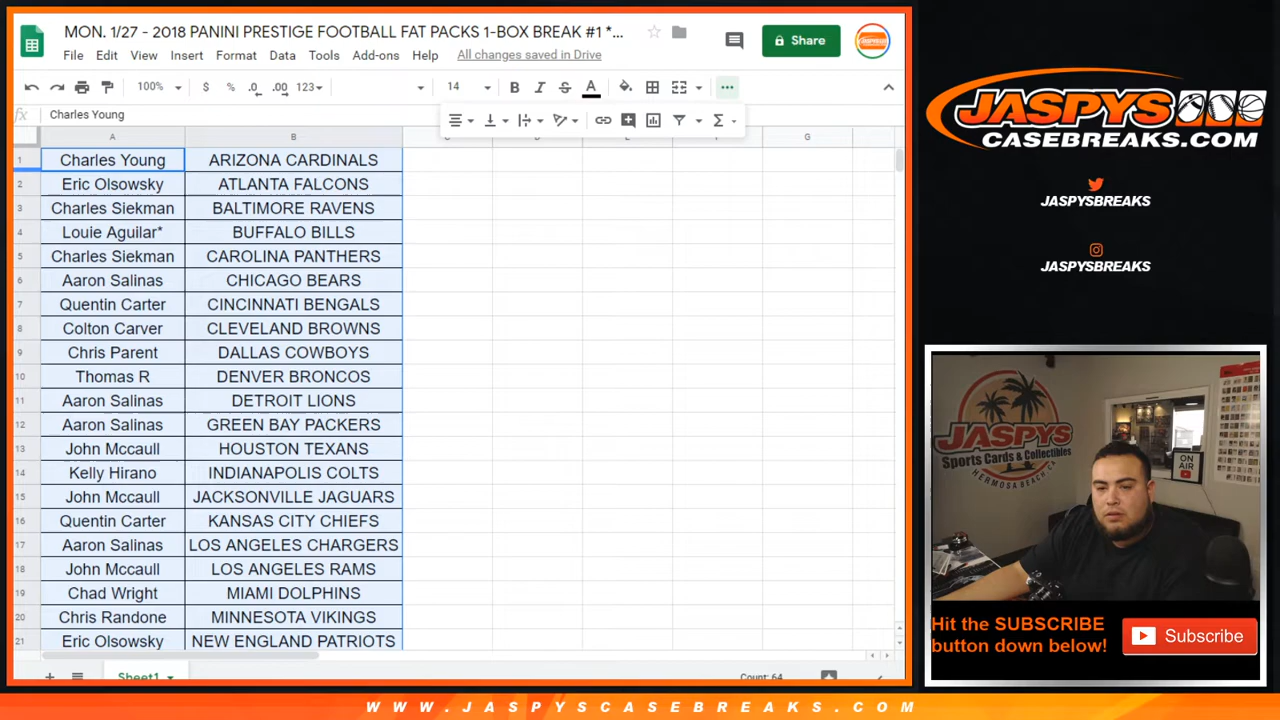 MON. 1/27 - 2018 PANINI PRESTIGE FOOTBALL FAT PACKS 1-BOX BREAK #1 *...
File Edit View Insert Format Data Tools Add-ons Help All changes saved in Drive
Share
100% $ % .0 .00 123 14 B I S A
fx Charles Young
A B C D E F G
1 Charles Young ARIZONA CARDINALS
2 Eric Olsowsky ATLANTA FALCONS
3 Charles Siekman BALTIMORE RAVENS
4 Louie Aguilar* BUFFALO BILLS
5 Charles Siekman CAROLINA PANTHERS
6 Aaron Salinas CHICAGO BEARS
7 Quentin Carter CINCINNATI BENGALS
8 Colton Carver CLEVELAND BROWNS
9 Chris Parent DALLAS COWBOYS
10 Thomas R DENVER BRONCOS
11 Aaron Salinas DETROIT LIONS
12 Aaron Salinas GREEN BAY PACKERS
13 John Mccaull HOUSTON TEXANS
14 Kelly Hirano INDIANAPOLIS COLTS
15 John Mccaull JACKSONVILLE JAGUARS
16 Quentin Carter KANSAS CITY CHIEFS
17 Aaron Salinas LOS ANGELES CHARGERS
18 John Mccaull LOS ANGELES RAMS
19 Chad Wright MIAMI DOLPHINS
20 Chris Randone MINNESOTA VIKINGS
21 Eric Olsowsky NEW ENGLAND PATRIOTS
Sheet1 Count: 64
JASPYS
CASEBREAKS.COM
JASPYSBREAKS
JASPYSBREAKS
JASPYS
Sports Cards & Collectibles
HERMOSA BEACH, CA
ON
AIR
Hit the SUBSCRIBE
button down below!
Subscribe
WWW.JASPYSCASEBREAKS.COM